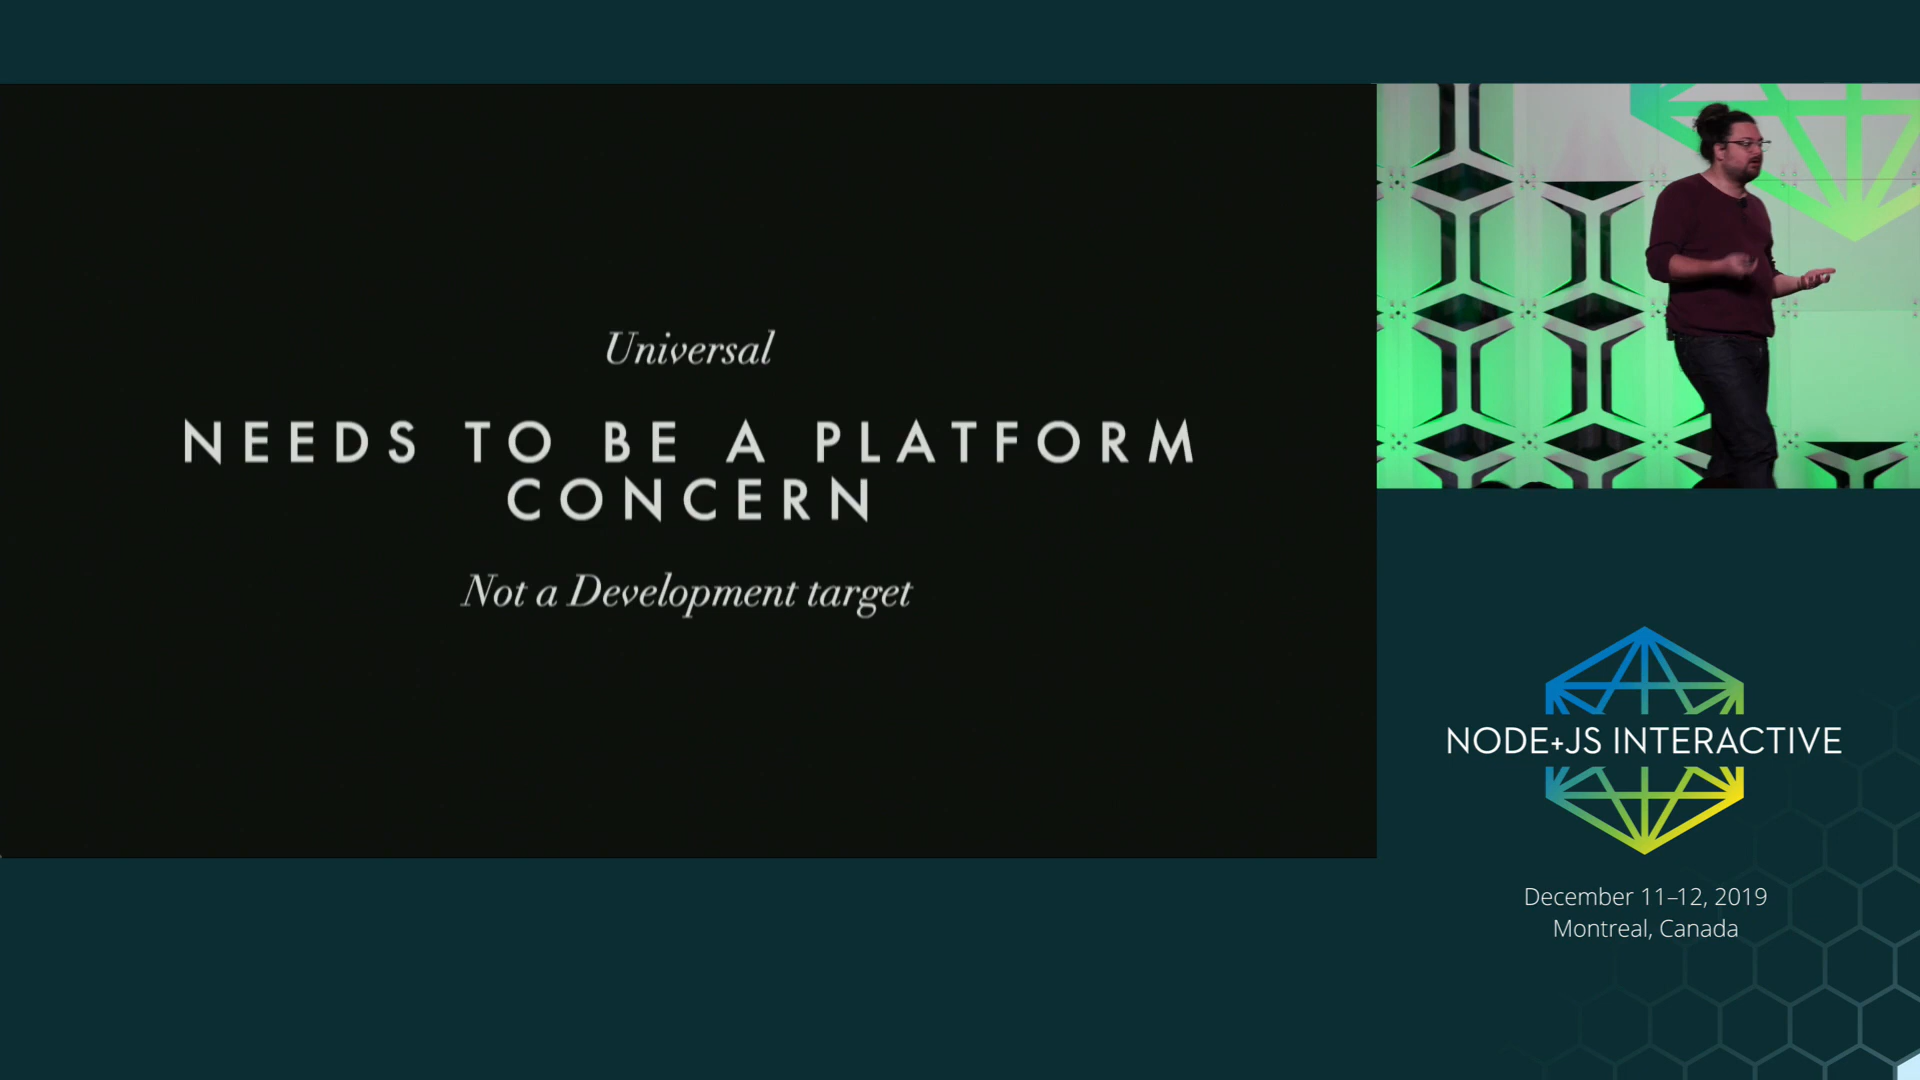 Universal
NEEDS TO BE A PLATFORM
CONCERN
Not a Development target
NODE+JS INTERACTIVE
December 11–12, 2019
Montreal, Canada